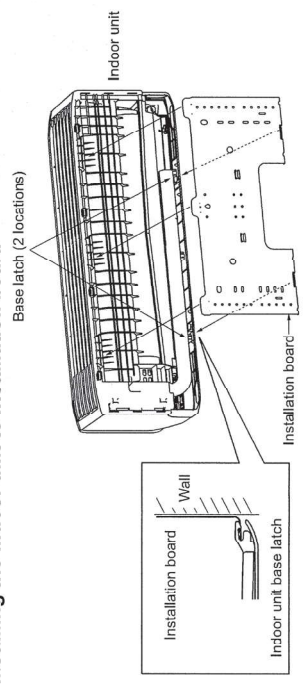 Base latch (2 locations)
Indoor unit
Installation board
Wall
Indoor unit base latch
Installation board